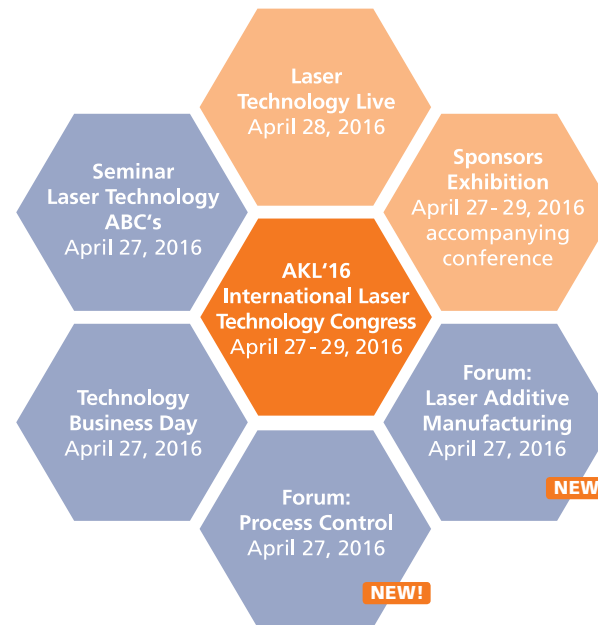 Laser
Technology Live
April 28, 2016
Seminar
Laser Technology
ABC's
April 27, 2016
Sponsors
Exhibition
April 27 - 29, 2016
accompanying
conference
AKL'16
International Laser
Technology Congress
April 27 - 29, 2016
Technology
Business Day
April 27, 2016
Forum:
Laser Additive
Manufacturing
April 27, 2016
NEW
Forum:
Process Control
April 27, 2016
NEW!